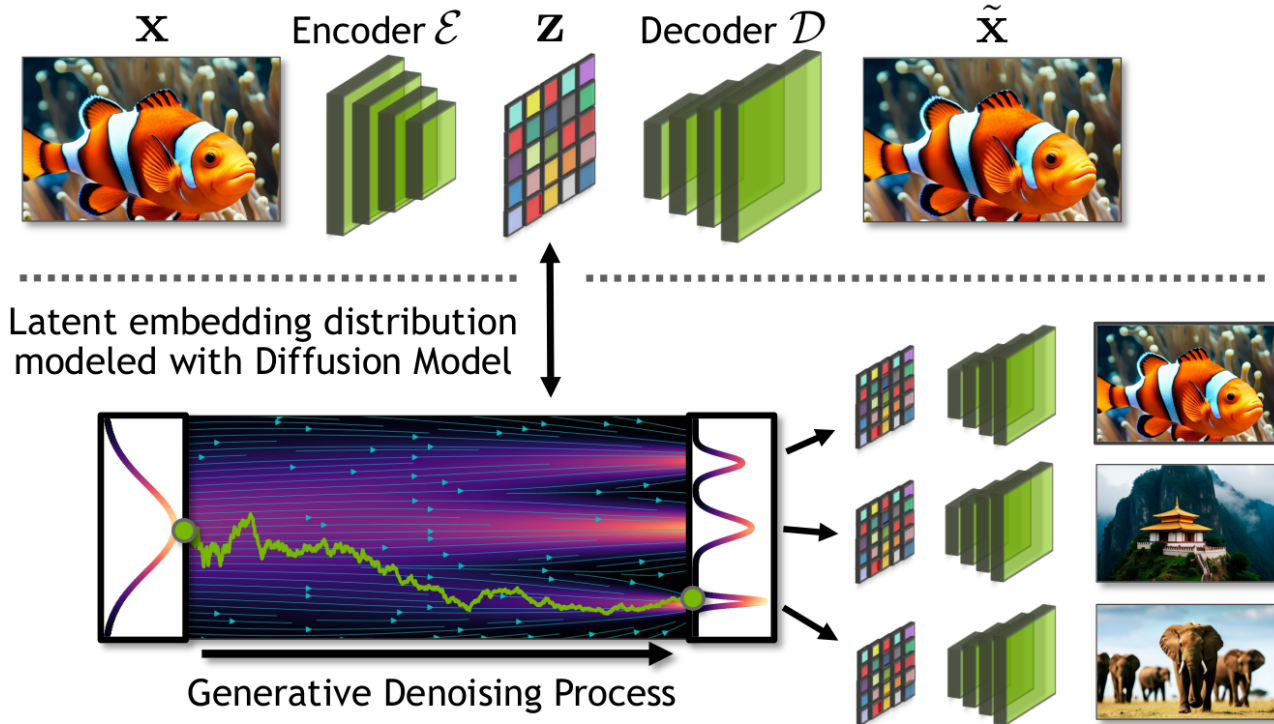 x
Encoder ℰ
z
Decoder 𝒟
x̃
Latent embedding distribution
modeled with Diffusion Model
Generative Denoising Process